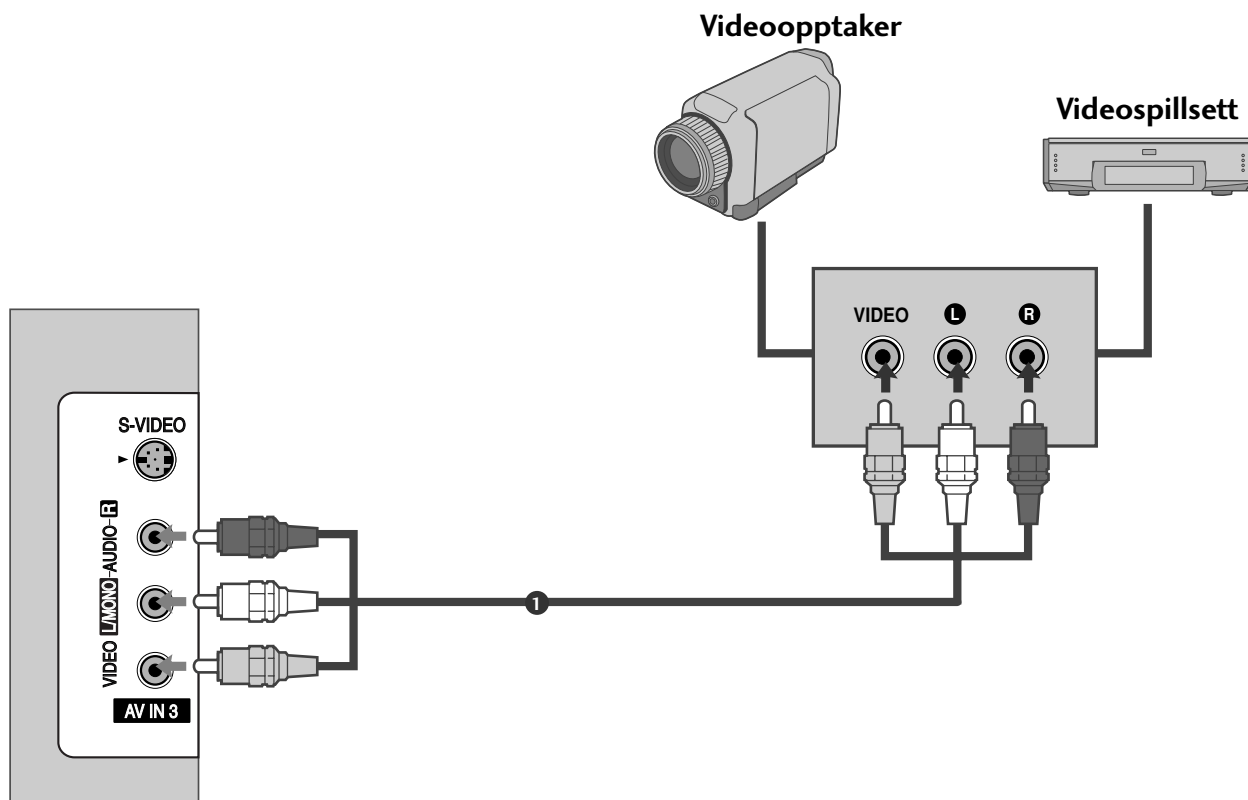 Videoopptaker
Videospillsett
VIDEO L R
S-VIDEO
VIDEO L/MONO-AUDIO-R
AV IN 3
1